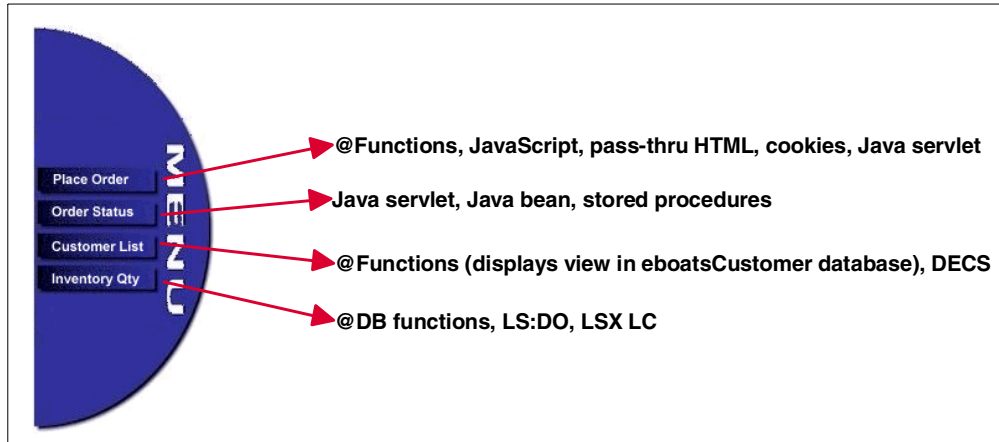 MENU
Place Order
@Functions, JavaScript, pass-thru HTML, cookies, Java servlet
Order Status
Java servlet, Java bean, stored procedures
Customer List
@Functions (displays view in eboatsCustomer database), DECS
Inventory Qty
@DB functions, LS:DO, LSX LC